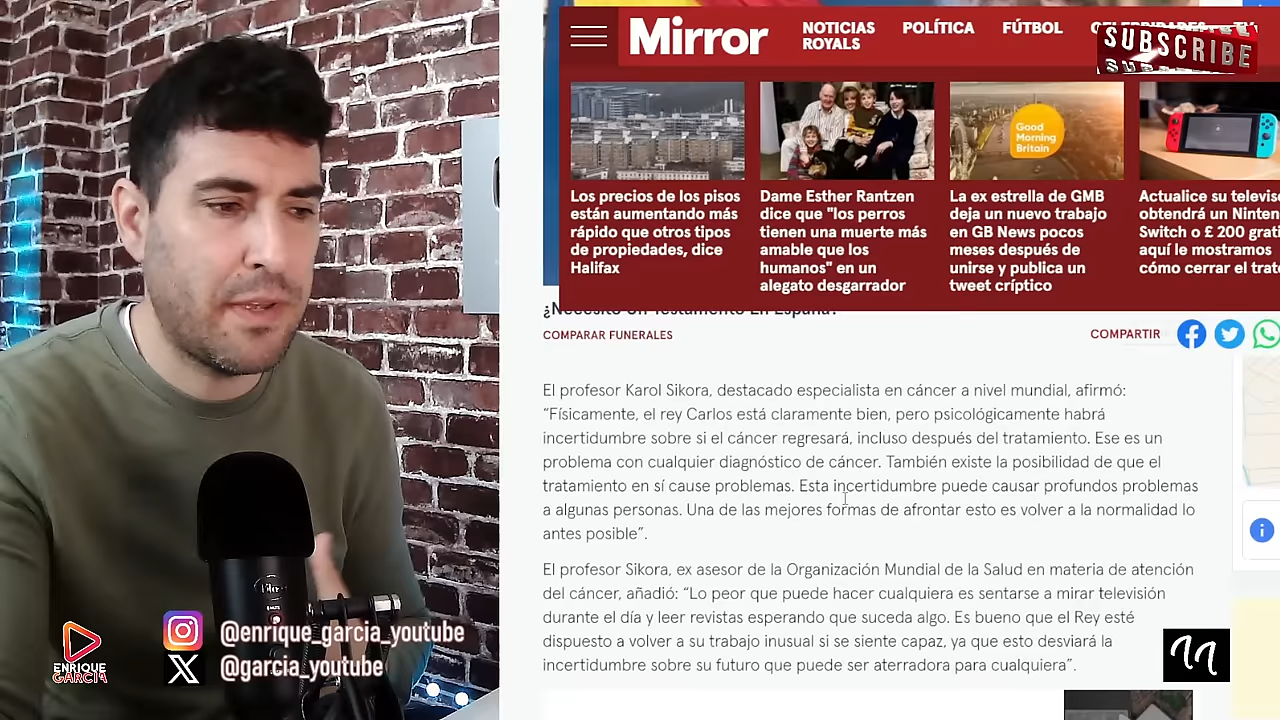 Mirror
NOTICIAS
POLÍTICA
FÚTBOL
ROYALS
SUBSCRIBE
Good
Morning
Britain
Los precios de los pisos
están aumentando más
rápido que otros tipos
de propiedades, dice
Halifax
Dame Esther Rantzen
dice que "los perros
tienen una muerte más
amable que los
humanos" en un
alegato desgarrador
La ex estrella de GMB
deja un nuevo trabajo
en GB News pocos
meses después de
unirse y publica un
tweet críptico
Actualice su
obtendrá un
Switch o £ 200
aquí le mostramos
cómo cerrar el
COMPARAR FUNERALES
COMPARTIR
El profesor Karol Sikora, destacado especialista en cáncer a nivel mundial, afirmó:
“Físicamente, el rey Carlos está claramente bien, pero psicológicamente habrá
incertidumbre sobre si el cáncer regresará, incluso después del tratamiento. Ese es un
problema con cualquier diagnóstico de cáncer. También existe la posibilidad de que el
tratamiento en sí cause problemas. Esta incertidumbre puede causar profundos problemas
a algunas personas. Una de las mejores formas de afrontar esto es volver a la normalidad lo
antes posible”.
El profesor Sikora, ex asesor de la Organización Mundial de la Salud en materia de atención
del cáncer, añadió: “Lo peor que puede hacer cualquiera es sentarse a mirar televisión
durante el día y leer revistas esperando que suceda algo. Es bueno que el Rey esté
dispuesto a volver a su trabajo inusual si se siente capaz, ya que esto desviará la
incertidumbre sobre su futuro que puede ser aterradora para cualquiera”.
ENRIQUE
GARCIA
@enrique_garcia_youtube
@garcia_youtube